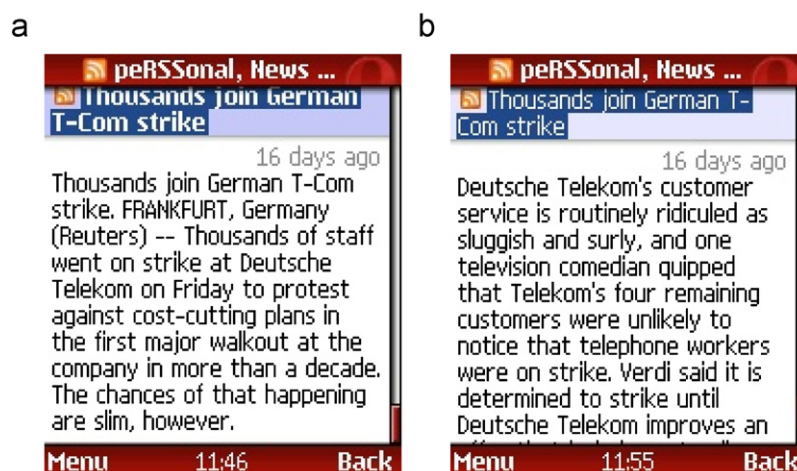 a
peRSSonal, News ...
Thousands join German
T-Com strike
16 days ago
Thousands join German T-Com
strike. FRANKFURT, Germany
(Reuters) -- Thousands of staff
went on strike at Deutsche
Telekom on Friday to protest
against cost-cutting plans in
the first major walkout at the
company in more than a decade.
The chances of that happening
are slim, however.
Menu 11:46 Back
b
peRSSonal, News ...
Thousands join German T-
Com strike
16 days ago
Deutsche Telekom's customer
service is routinely ridiculed as
sluggish and surly, and one
television comedian quipped
that Telekom's four remaining
customers were unlikely to
notice that telephone workers
were on strike. Verdi said it is
determined to strike until
Deutsche Telekom improves an
Menu 11:55 Back